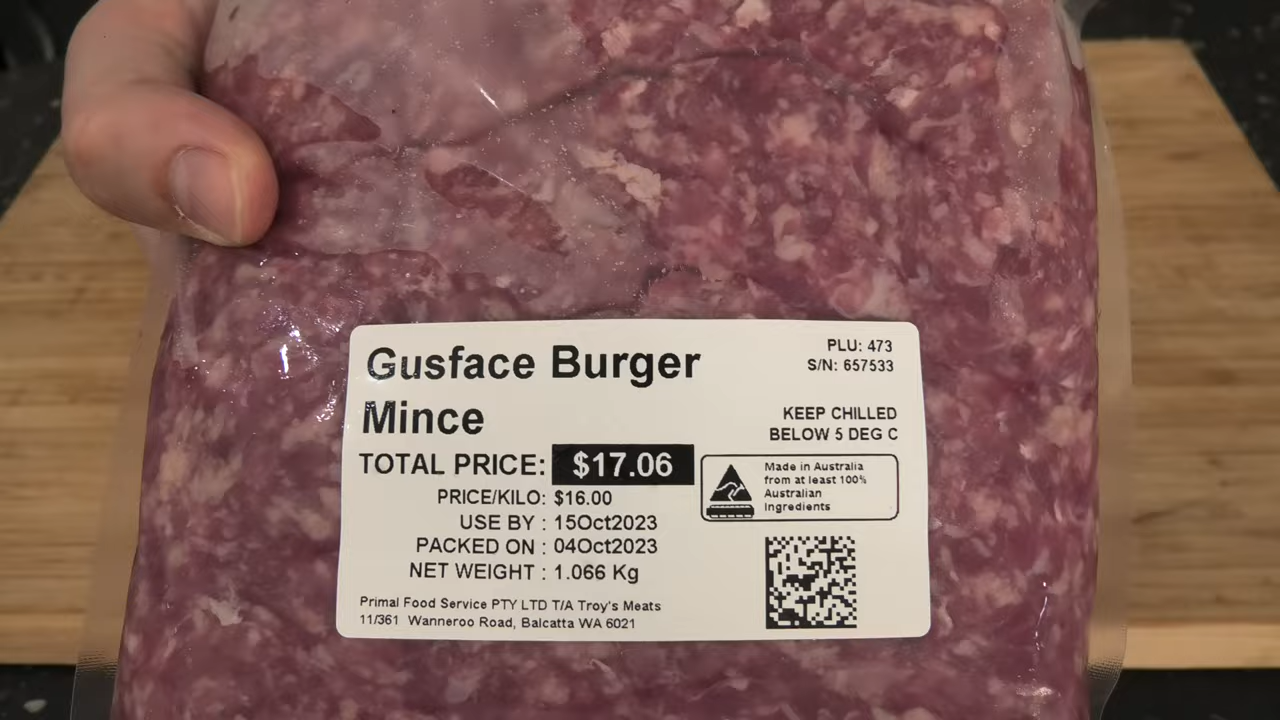 Gusface Burger
Mince
PLU: 473
S/N: 657533
KEEP CHILLED
BELOW 5 DEG C
TOTAL PRICE: $17.06
PRICE/KILO: $16.00
USE BY : 15Oct2023
PACKED ON : 04Oct2023
NET WEIGHT : 1.066 Kg
Made in Australia
from at least 100%
Australian
Ingredients
Primal Food Service PTY LTD T/A Troy's Meats
11/361 Wanneroo Road, Balcatta WA 6021